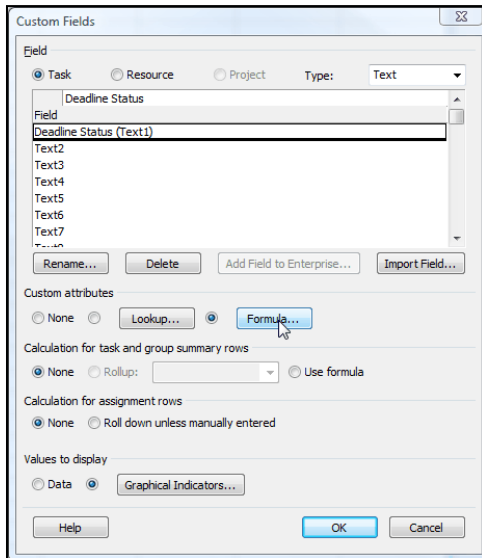 Custom Fields
Field
Task Resource Project Type: Text
Deadline Status
Field
Deadline Status (Text1)
Text2
Text3
Text4
Text5
Text6
Text7
Rename... Delete Add Field to Enterprise... Import Field...
Custom attributes
None Lookup... Formula...
Calculation for task and group summary rows
None Rollup: Use formula
Calculation for assignment rows
None Roll down unless manually entered
Values to display
Data Graphical Indicators...
Help OK Cancel